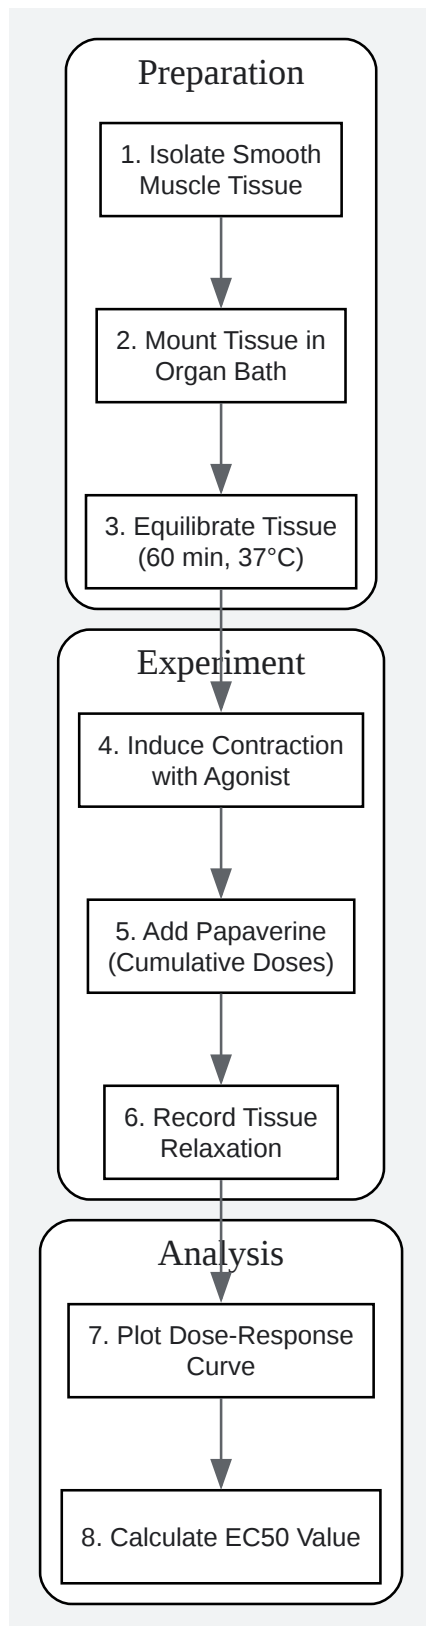 Preparation
1. Isolate Smooth
Muscle Tissue
2. Mount Tissue in
Organ Bath
3. Equilibrate Tissue
(60 min, 37°C)
Experiment
4. Induce Contraction
with Agonist
5. Add Papaverine
(Cumulative Doses)
6. Record Tissue
Relaxation
Analysis
7. Plot Dose-Response
Curve
8. Calculate EC50 Value